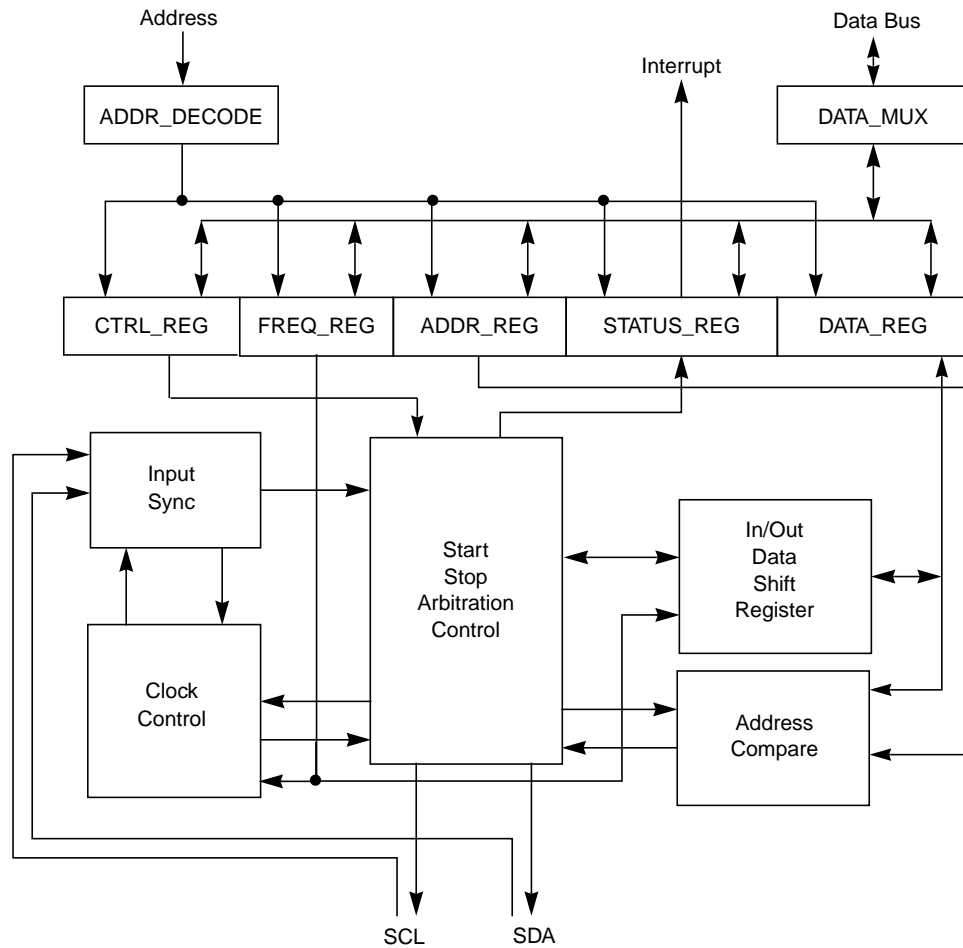 Address
Data Bus
Interrupt
ADDR_DECODE
DATA_MUX
CTRL_REG
FREQ_REG
ADDR_REG
STATUS_REG
DATA_REG
Input
Sync
Start
Stop
Arbitration
Control
In/Out
Data
Shift
Register
Clock
Control
Address
Compare
SCL
SDA